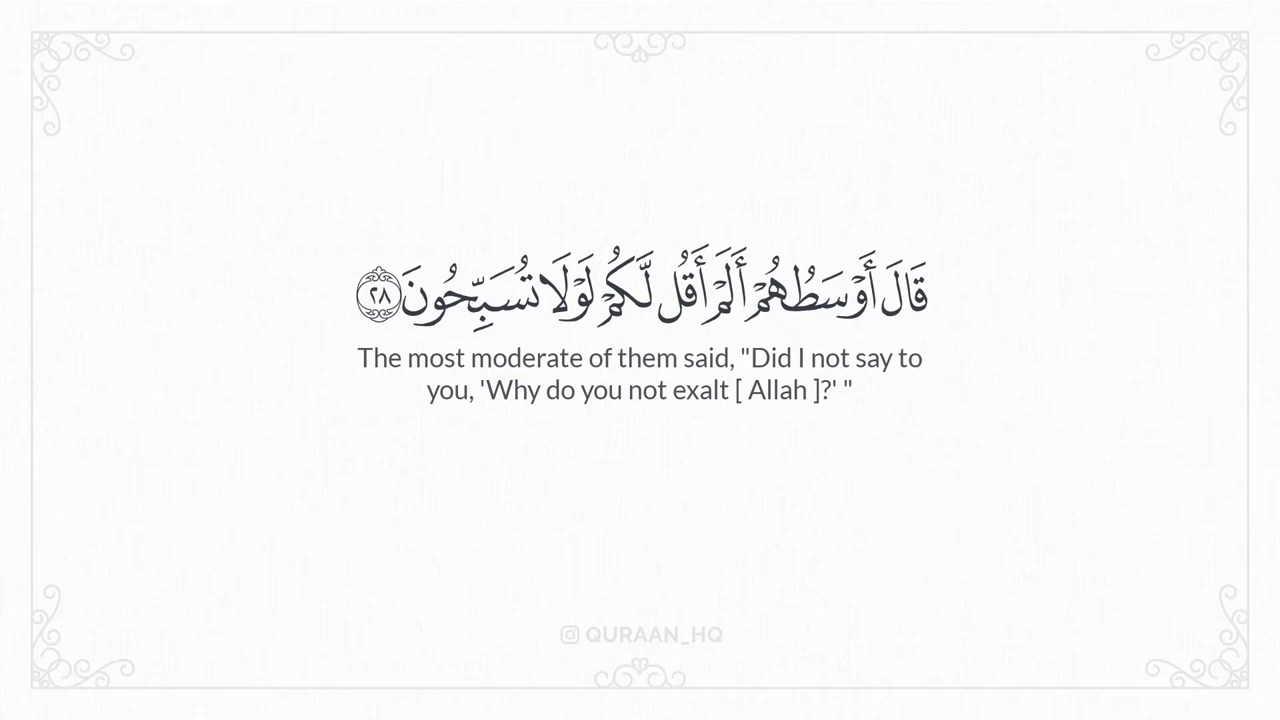 قَالَ أَوْسَطُهُمْ أَلَمْ أَقُل لَّكُمْ لَوْلَا تُسَبِّحُونَ ٢٨
The most moderate of them said, "Did I not say to
you, 'Why do you not exalt [ Allah ]?' "
QURAAN_HQ